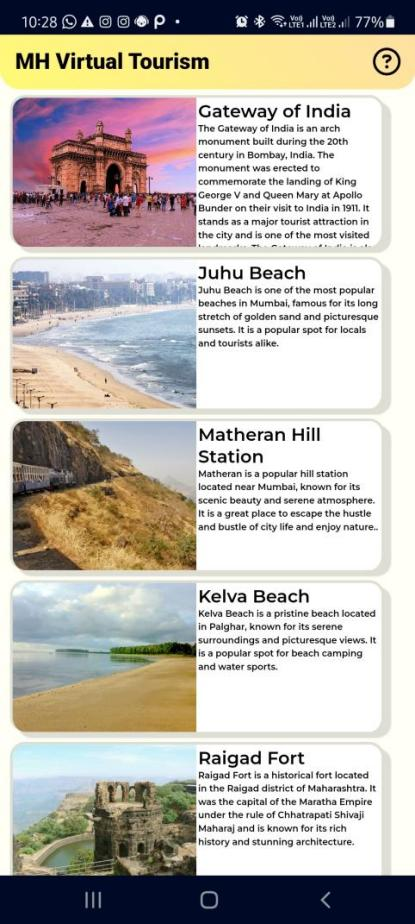 10:28 77%
MH Virtual Tourism ?
Gateway of India
The Gateway of India is an arch
monument built during the 20th
century in Bombay, India. The
monument was erected to
commemorate the landing of King
George V and Queen Mary at Apollo
Bunder on their visit to India in 1911. It
stands as a major tourist attraction in
the city and is one of the most visited
Juhu Beach
Juhu Beach is one of the most popular
beaches in Mumbai, famous for its long
stretch of golden sand and picturesque
sunsets. It is a popular spot for locals
and tourists alike.
Matheran Hill
Station
Matheran is a popular hill station
located near Mumbai, known for its
scenic beauty and serene atmosphere.
It is a great place to escape the hustle
and bustle of city life and enjoy nature..
Kelva Beach
Kelva Beach is a pristine beach located
in Palghar, known for its serene
surroundings and picturesque views. It
is a popular spot for beach camping
and water sports.
Raigad Fort
Raigad Fort is a historical fort located
in the Raigad district of Maharashtra. It
was the capital of the Maratha Empire
under the rule of Chhatrapati Shivaji
Maharaj and is known for its rich
history and stunning architecture.